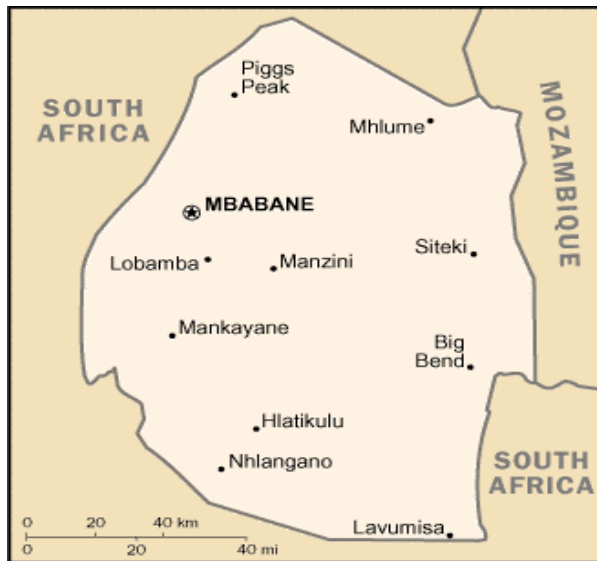 Piggs
Peak
SOUTH
AFRICA
Mhlume
MOZAMBIQUE
MBABANE
Siteki
Lobamba
Manzini
Mankayane
Big
Bend
Hlatikulu
Nhlangano
SOUTH
AFRICA
0 20 40 km
0 20 40 mi
Lavumisa